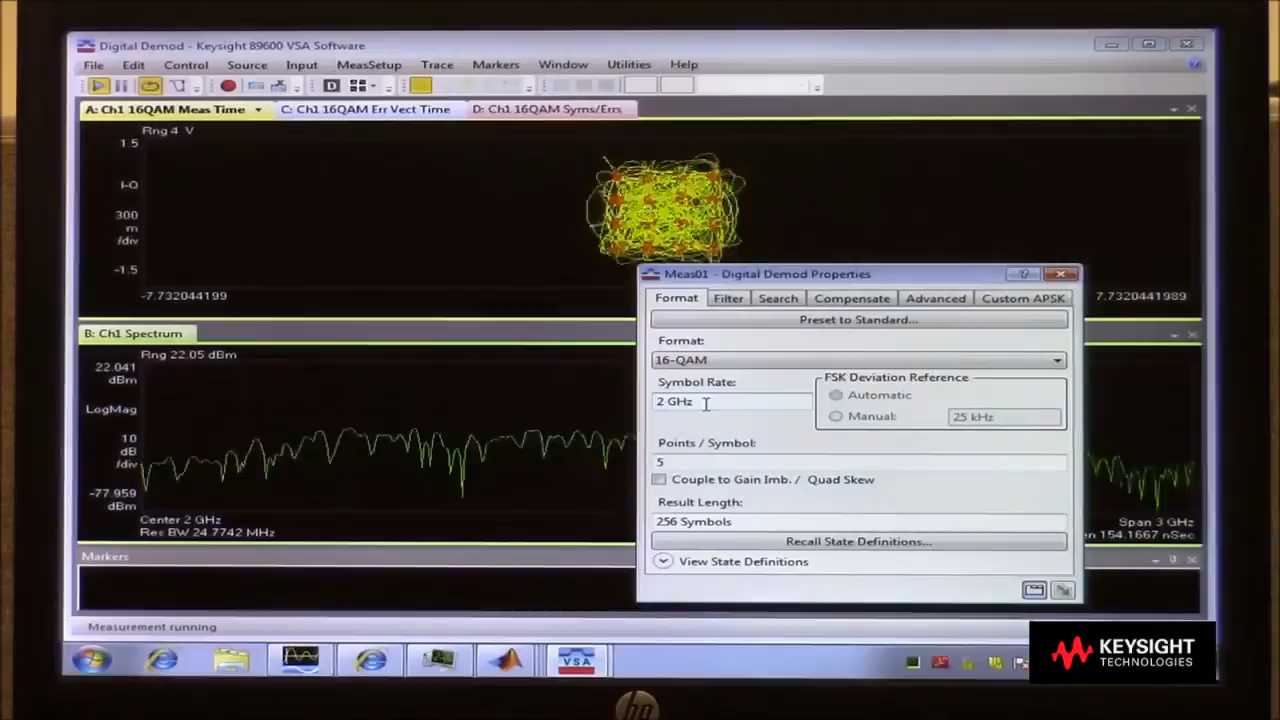 Digital Demod - Keysight 89600 VSA Software
File Edit Control Source Input MeasSetup Trace Markers Window Utilities Help
D
A: Ch1 16QAM Meas Time C: Ch1 16QAM Err Vect Time D: Ch1 16QAM Syms/Errs
Rng 4 V
1.5
I-Q
300
m
/div
-1.5
-7.732044199
7.7320441989
B: Ch1 Spectrum
Rng 22.05 dBm
22.041
dBm
LogMag
10
dB
/div
-77.959
dBm
Center 2 GHz
Res BW 24.7742 MHz
Span 3 GHz
n 154.1667 nSec
Meas01 - Digital Demod Properties
Format Filter Search Compensate Advanced Custom APSK
Preset to Standard...
Format:
16-QAM
Symbol Rate:
2 GHz
FSK Deviation Reference
Automatic
Manual: 25 kHz
Points / Symbol:
5
Couple to Gain Imb. / Quad Skew
Result Length:
256 Symbols
Recall State Definitions...
View State Definitions
Markers
Measurement running
VSA
KEYSIGHT
TECHNOLOGIES
hp